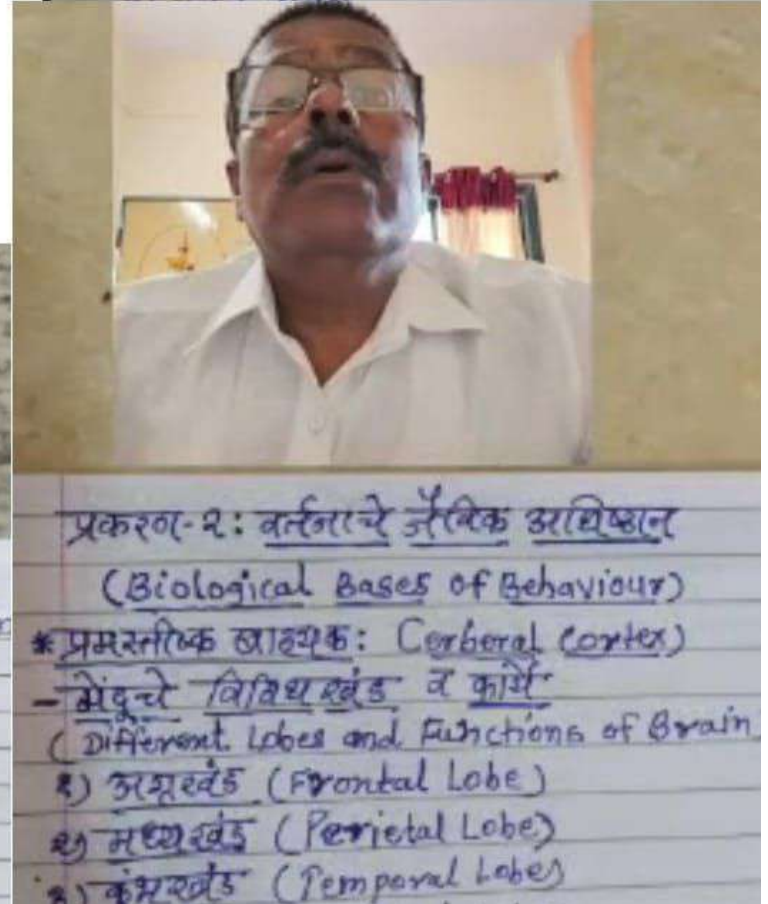 प्रकरण-२: वर्तनाचे जैविक अधिष्ठान
(Biological Bases of Behaviour)
* प्रमस्तीष्क बाह्यक: Cerberal Cortex)
- मेंदूचे विविध खंड व कार्ये
( Different Lobes and Functions of Brain
१) अग्रखंड (Frontal Lobe)
२) मध्यखंड (Perietal Lobe)
३) कुंभखंड (Temporal Lobe)